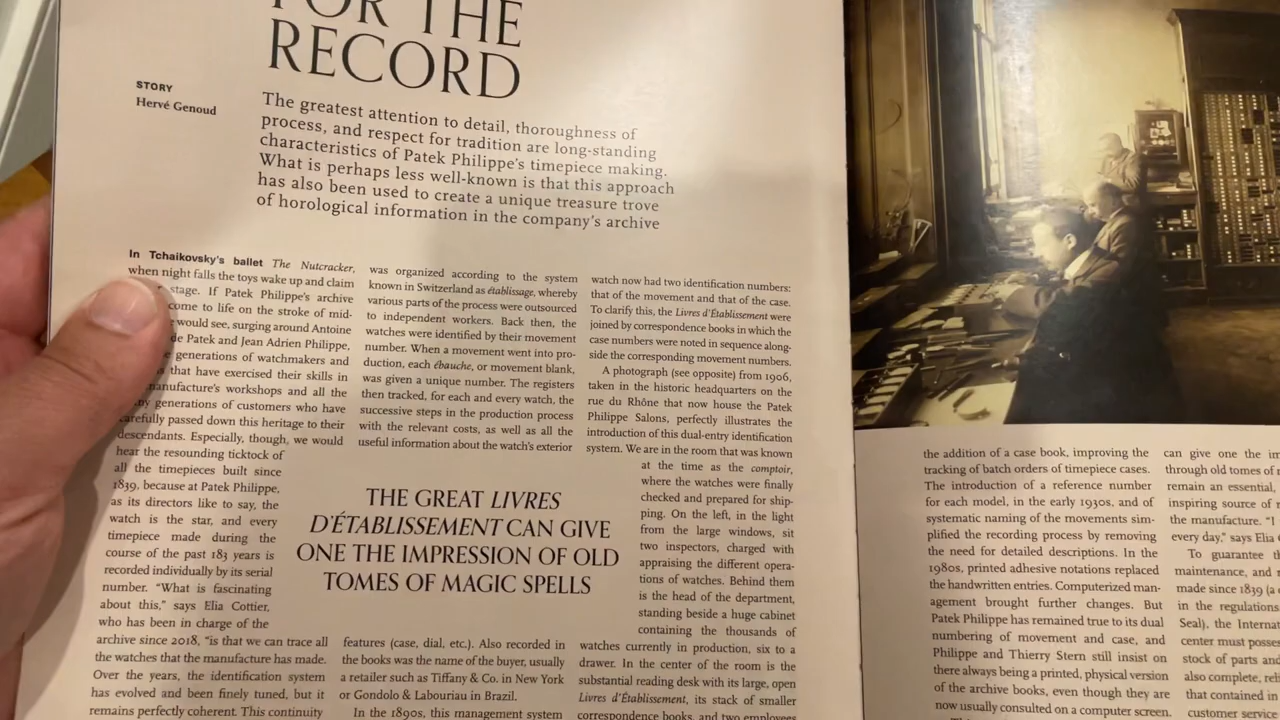 FOR THE
RECORD
STORY
Hervé Genoud
The greatest attention to detail, thoroughness of
process, and respect for tradition are long-standing
characteristics of Patek Philippe's timepiece making.
What is perhaps less well-known is that this approach
has also been used to create a unique treasure trove
of horological information in the company's archive
In Tchaikovsky's ballet The Nutcracker,
when night falls the toys wake up and claim
stage. If Patek Philippe's archive
come to life on the stroke of mid-
would see, surging around Antoine
de Patek and Jean Adrien Philippe,
generations of watchmakers and
that have exercised their skills in
manufacture's workshops and all the
generations of customers who have
carefully passed down this heritage to their
descendants. Especially, though, we would
hear the resounding ticktock of
all the timepieces built since
1839, because at Patek Philippe,
as its directors like to say, the
watch is the star, and every
timepiece made during the
course of the past 183 years is
recorded individually by its serial
number. “What is fascinating
about this,” says Elia Cottier,
who has been in charge of the
archive since 2018, “is that we can trace all
the watches that the manufacture has made.
Over the years, the identification system
has evolved and been finely tuned, but it
remains perfectly coherent. This continuity
was organized according to the system
known in Switzerland as établissage, whereby
various parts of the process were outsourced
to independent workers. Back then, the
watches were identified by their movement
number. When a movement went into pro-
duction, each ébauche, or movement blank,
was given a unique number. The registers
then tracked, for each and every watch, the
successive steps in the production process
with the relevant costs, as well as all the
useful information about the watch's exterior
THE GREAT LIVRES
D'ÉTABLISSEMENT CAN GIVE
ONE THE IMPRESSION OF OLD
TOMES OF MAGIC SPELLS
features (case, dial, etc.). Also recorded in
the books was the name of the buyer, usually
a retailer such as Tiffany & Co. in New York
or Gondolo & Labouriau in Brazil.
In the 1890s, this management system
watch now had two identification numbers:
that of the movement and that of the case.
To clarify this, the Livres d'Établissement were
joined by correspondence books in which the
case numbers were noted in sequence along-
side the corresponding movement numbers.
A photograph (see opposite) from 1906,
taken in the historic headquarters on the
rue du Rhône that now house the Patek
Philippe Salons, perfectly illustrates the
introduction of this dual-entry identification
system. We are in the room that was known
at the time as the comptoir,
where the watches were finally
checked and prepared for ship-
ping. On the left, in the light
from the large windows, sit
two inspectors, charged with
appraising the different opera-
tions of watches. Behind them
is the head of the department,
standing beside a huge cabinet
containing the thousands of
watches currently in production, six to a
drawer. In the center of the room is the
substantial reading desk with its large, open
Livres d'Établissement, its stack of smaller
correspondence books, and two employees
the addition of a case book, improving the
tracking of batch orders of timepiece cases.
The introduction of a reference number
for each model, in the early 1930s, and of
systematic naming of the movements sim-
plified the recording process by removing
the need for detailed descriptions. In the
1980s, printed adhesive notations replaced
the handwritten entries. Computerized man-
agement brought further changes. But
Patek Philippe has remained true to its dual
numbering of movement and case, and
Philippe and Thierry Stern still insist on
there always being a printed, physical version
of the archive books, even though they are
now usually consulted on a computer screen.
can give one the im
through old tomes of
remain an essential,
inspiring source of
the manufacture. “I
every day,” says Elia
To guarantee
maintenance, and
made since 1839 (a
in the regulations
Seal), the Internat
center must posses
stock of parts and
also complete, reli
that contained in
customer service